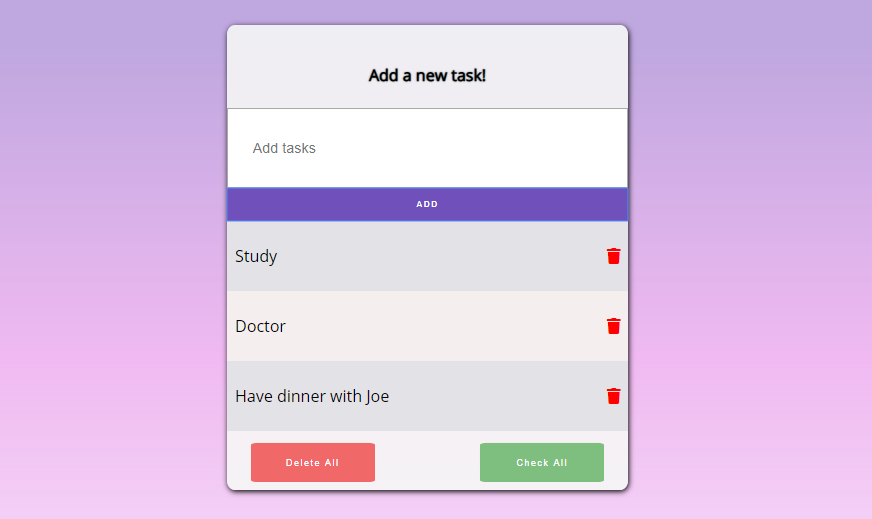 Add a new task!
Add tasks
ADD
Study
Doctor
Have dinner with Joe
Delete All
Check All